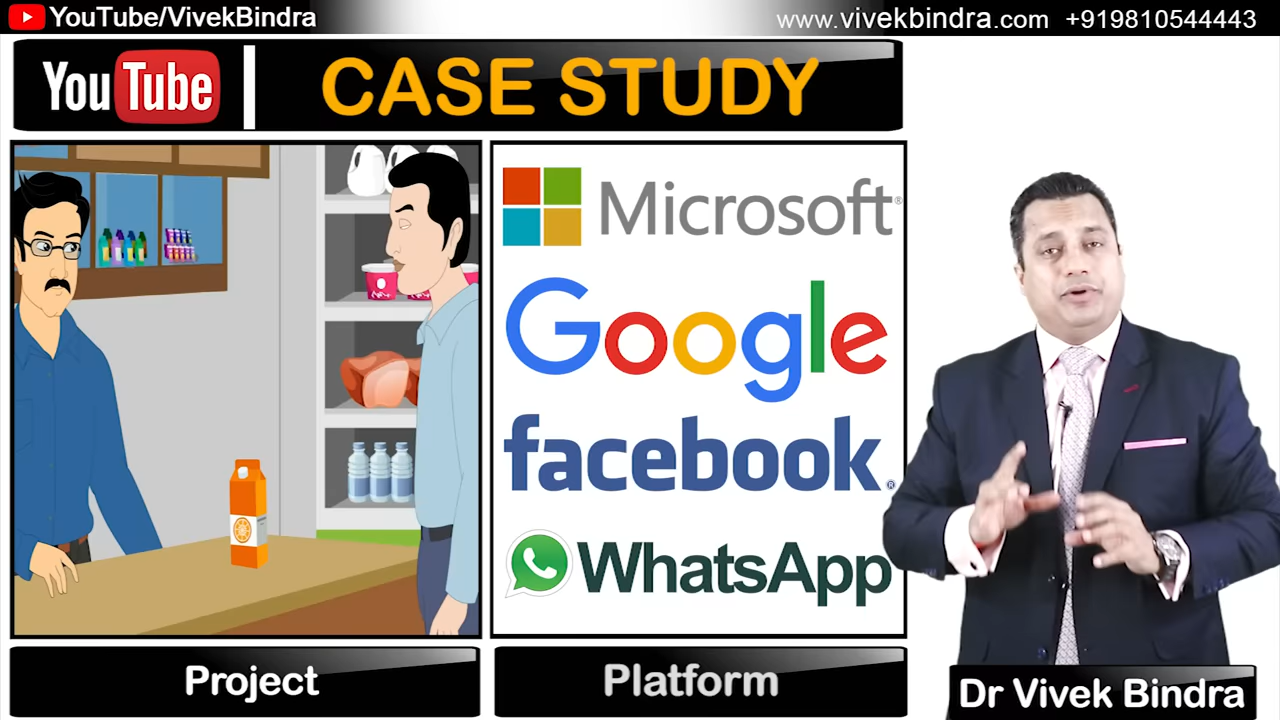 YouTube/VivekBindra
www.vivekbindra.com +919810544443
YouTube | CASE STUDY
Microsoft®
Google
facebook®
WhatsApp
Project
Platform
Dr Vivek Bindra